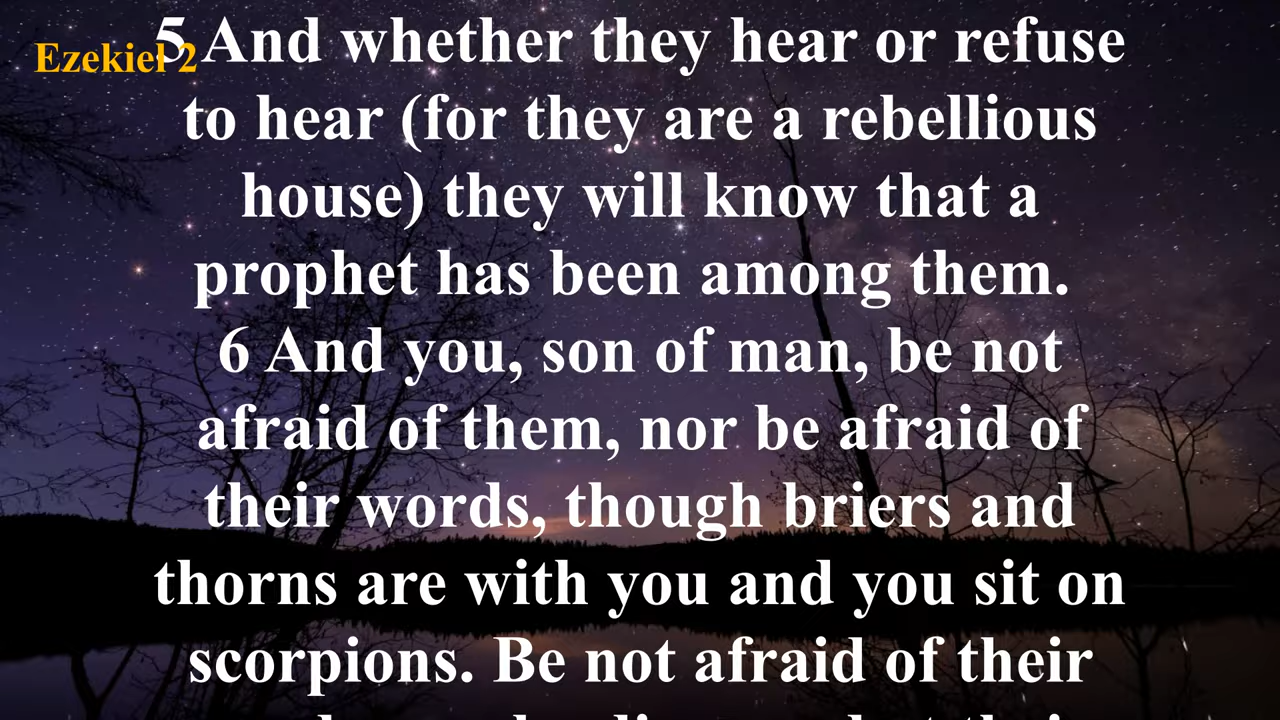 Ezekiel 2
5 And whether they hear or refuse
to hear (for they are a rebellious
house) they will know that a
prophet has been among them.
6 And you, son of man, be not
afraid of them, nor be afraid of
their words, though briers and
thorns are with you and you sit on
scorpions. Be not afraid of their